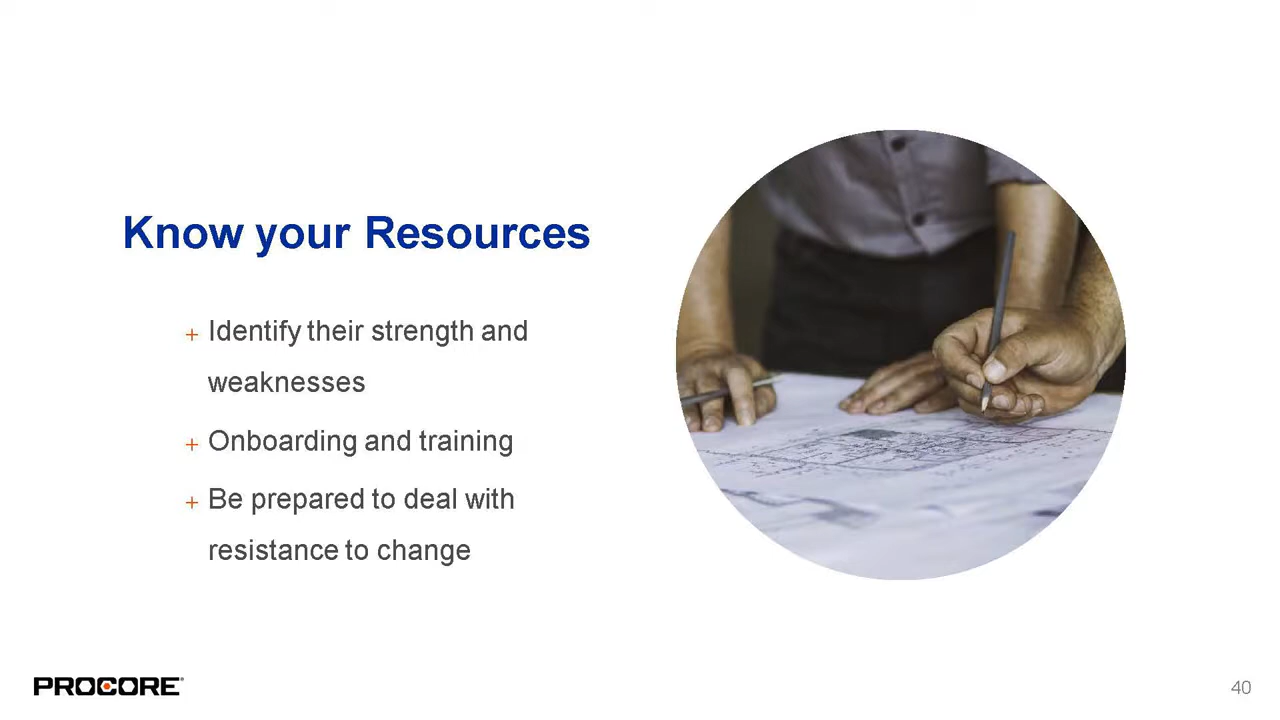 Know your Resources
+ Identify their strength and
weaknesses
+ Onboarding and training
+ Be prepared to deal with
resistance to change
PROCORE
40